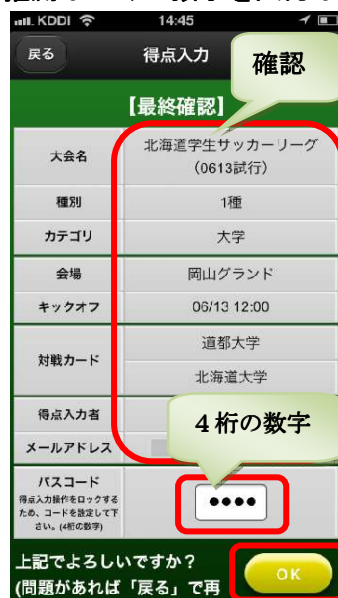 KDDI 14:45
戻る 得点入力 確認
【最終確認】
大会名 北海道学生サッカーリーグ
(0613試行)
種別 1種
カテゴリ 大学
会場 岡山グランド
キックオフ 06/13 12:00
対戦カード 道都大学
北海道大学
得点入力者
4桁の数字
メールアドレス
パスコード
得点入力操作をロックする
ため、コードを設定して下
さい。(4桁の数字)
••••
上記でよろしいですか?
(問題があれば「戻る」で再
OK